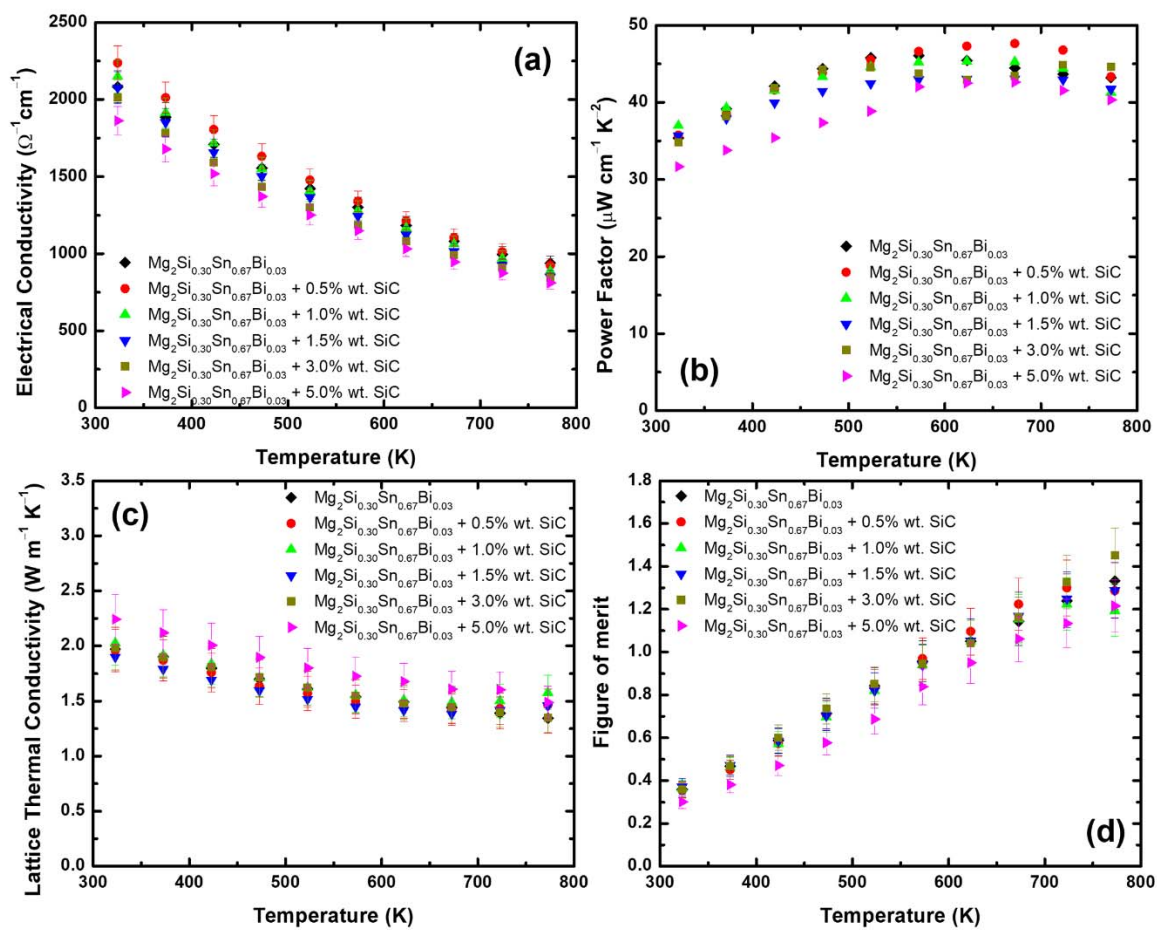 (a)
Electrical Conductivity (Ω⁻¹cm⁻¹)
2500
2250
2000
1500
1000
500
0
Mg₂Si₀.₃₀Sn₀.₆₇Bi₀.₀₃
Mg₂Si₀.₃₀Sn₀.₆₇Bi₀.₀₃ + 0.5% wt. SiC
Mg₂Si₀.₃₀Sn₀.₆₇Bi₀.₀₃ + 1.0% wt. SiC
Mg₂Si₀.₃₀Sn₀.₆₇Bi₀.₀₃ + 1.5% wt. SiC
Mg₂Si₀.₃₀Sn₀.₆₇Bi₀.₀₃ + 3.0% wt. SiC
Mg₂Si₀.₃₀Sn₀.₆₇Bi₀.₀₃ + 5.0% wt. SiC
300 400 500 600 700 800
Temperature (K)
(b)
Power Factor (μW cm⁻¹ K⁻²)
50
40
30
20
10
0
Mg₂Si₀.₃₀Sn₀.₆₇Bi₀.₀₃
Mg₂Si₀.₃₀Sn₀.₆₇Bi₀.₀₃ + 0.5% wt. SiC
Mg₂Si₀.₃₀Sn₀.₆₇Bi₀.₀₃ + 1.0% wt. SiC
Mg₂Si₀.₃₀Sn₀.₆₇Bi₀.₀₃ + 1.5% wt. SiC
Mg₂Si₀.₃₀Sn₀.₆₇Bi₀.₀₃ + 3.0% wt. SiC
Mg₂Si₀.₃₀Sn₀.₆₇Bi₀.₀₃ + 5.0% wt. SiC
300 400 500 600 700 800
Temperature (K)
(c)
Lattice Thermal Conductivity (W m⁻¹ K⁻¹)
3.5
3.0
2.5
2.0
1.5
1.0
0.5
0.0
Mg₂Si₀.₃₀Sn₀.₆₇Bi₀.₀₃
Mg₂Si₀.₃₀Sn₀.₆₇Bi₀.₀₃ + 0.5% wt. SiC
Mg₂Si₀.₃₀Sn₀.₆₇Bi₀.₀₃ + 1.0% wt. SiC
Mg₂Si₀.₃₀Sn₀.₆₇Bi₀.₀₃ + 1.5% wt. SiC
Mg₂Si₀.₃₀Sn₀.₆₇Bi₀.₀₃ + 3.0% wt. SiC
Mg₂Si₀.₃₀Sn₀.₆₇Bi₀.₀₃ + 5.0% wt. SiC
300 400 500 600 700 800
Temperature (K)
Figure of merit
1.8
1.6
1.4
1.2
1.0
0.8
0.6
0.4
0.2
0.0
Mg₂Si₀.₃₀Sn₀.₆₇Bi₀.₀₃
Mg₂Si₀.₃₀Sn₀.₆₇Bi₀.₀₃ + 0.5% wt. SiC
Mg₂Si₀.₃₀Sn₀.₆₇Bi₀.₀₃ + 1.0% wt. SiC
Mg₂Si₀.₃₀Sn₀.₆₇Bi₀.₀₃ + 1.5% wt. SiC
Mg₂Si₀.₃₀Sn₀.₆₇Bi₀.₀₃ + 3.0% wt. SiC
Mg₂Si₀.₃₀Sn₀.₆₇Bi₀.₀₃ + 5.0% wt. SiC
(d)
300 400 500 600 700 800
Temperature (K)